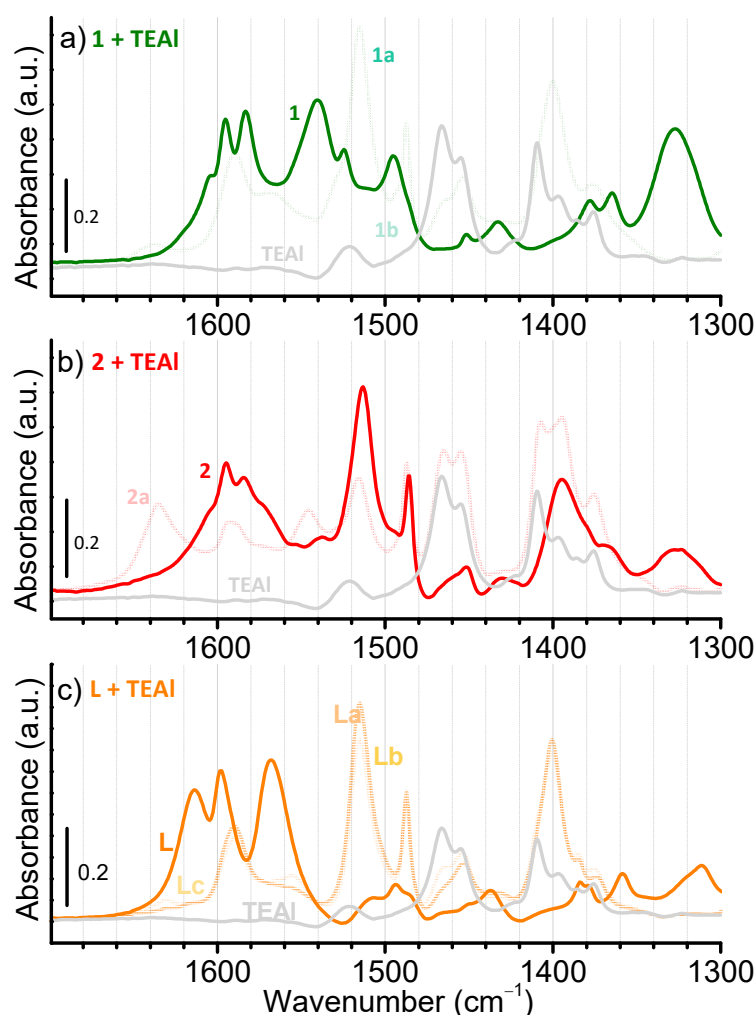 a) 1 + TEAl
Absorbance (a.u.)
1a
1
0.2
1b
TEAl
1600 1500 1400 1300
b) 2 + TEAl
Absorbance (a.u.)
2
2a
0.2
TEAl
1600 1500 1400 1300
c) L + TEAl
Absorbance (a.u.)
La
Lb
L
Lc
0.2
TEAl
1600 1500 1400 1300
Wavenumber (cm⁻¹)